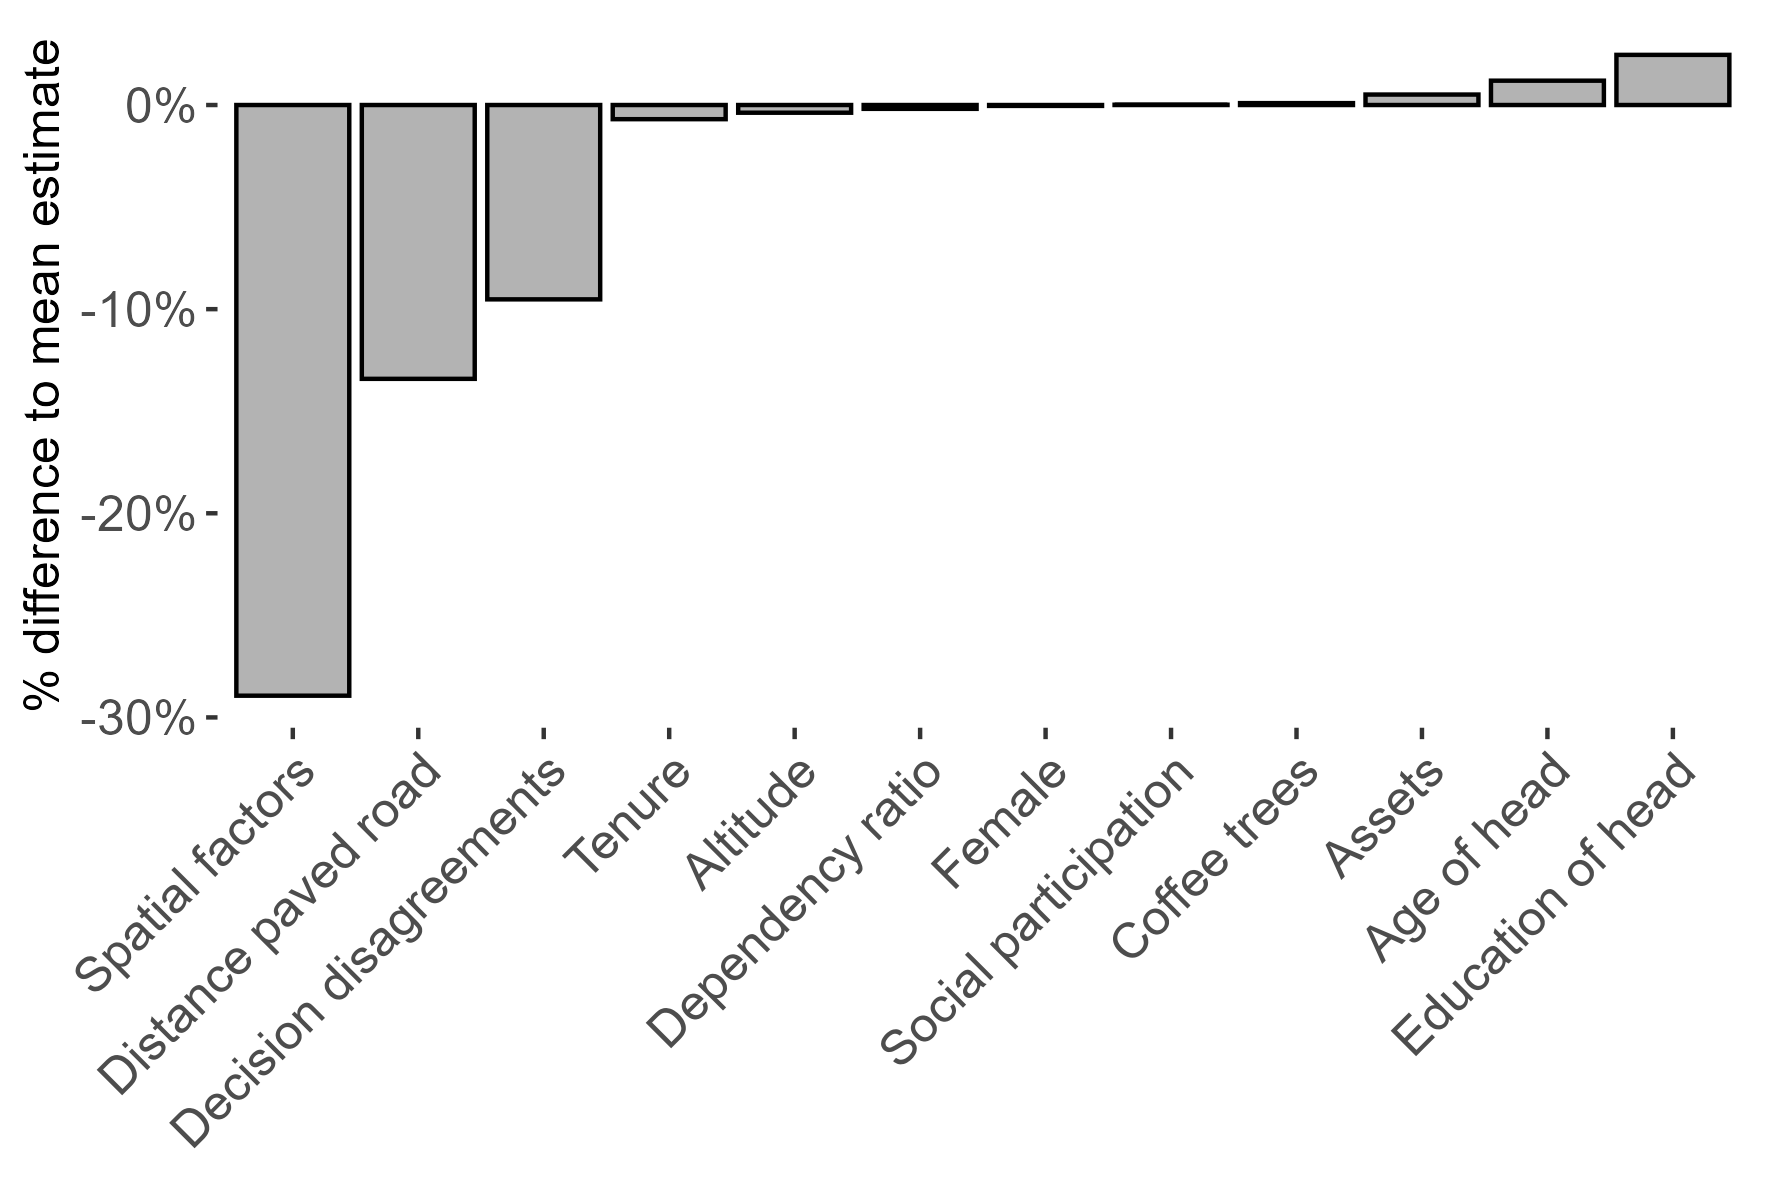 % difference to mean estimate
0%
-10%
-20%
-30%
Spatial factors
Distance paved road
Decision disagreements
Tenure
Altitude
Dependency ratio
Female
Social participation
Coffee trees
Assets
Age of head
Education of head